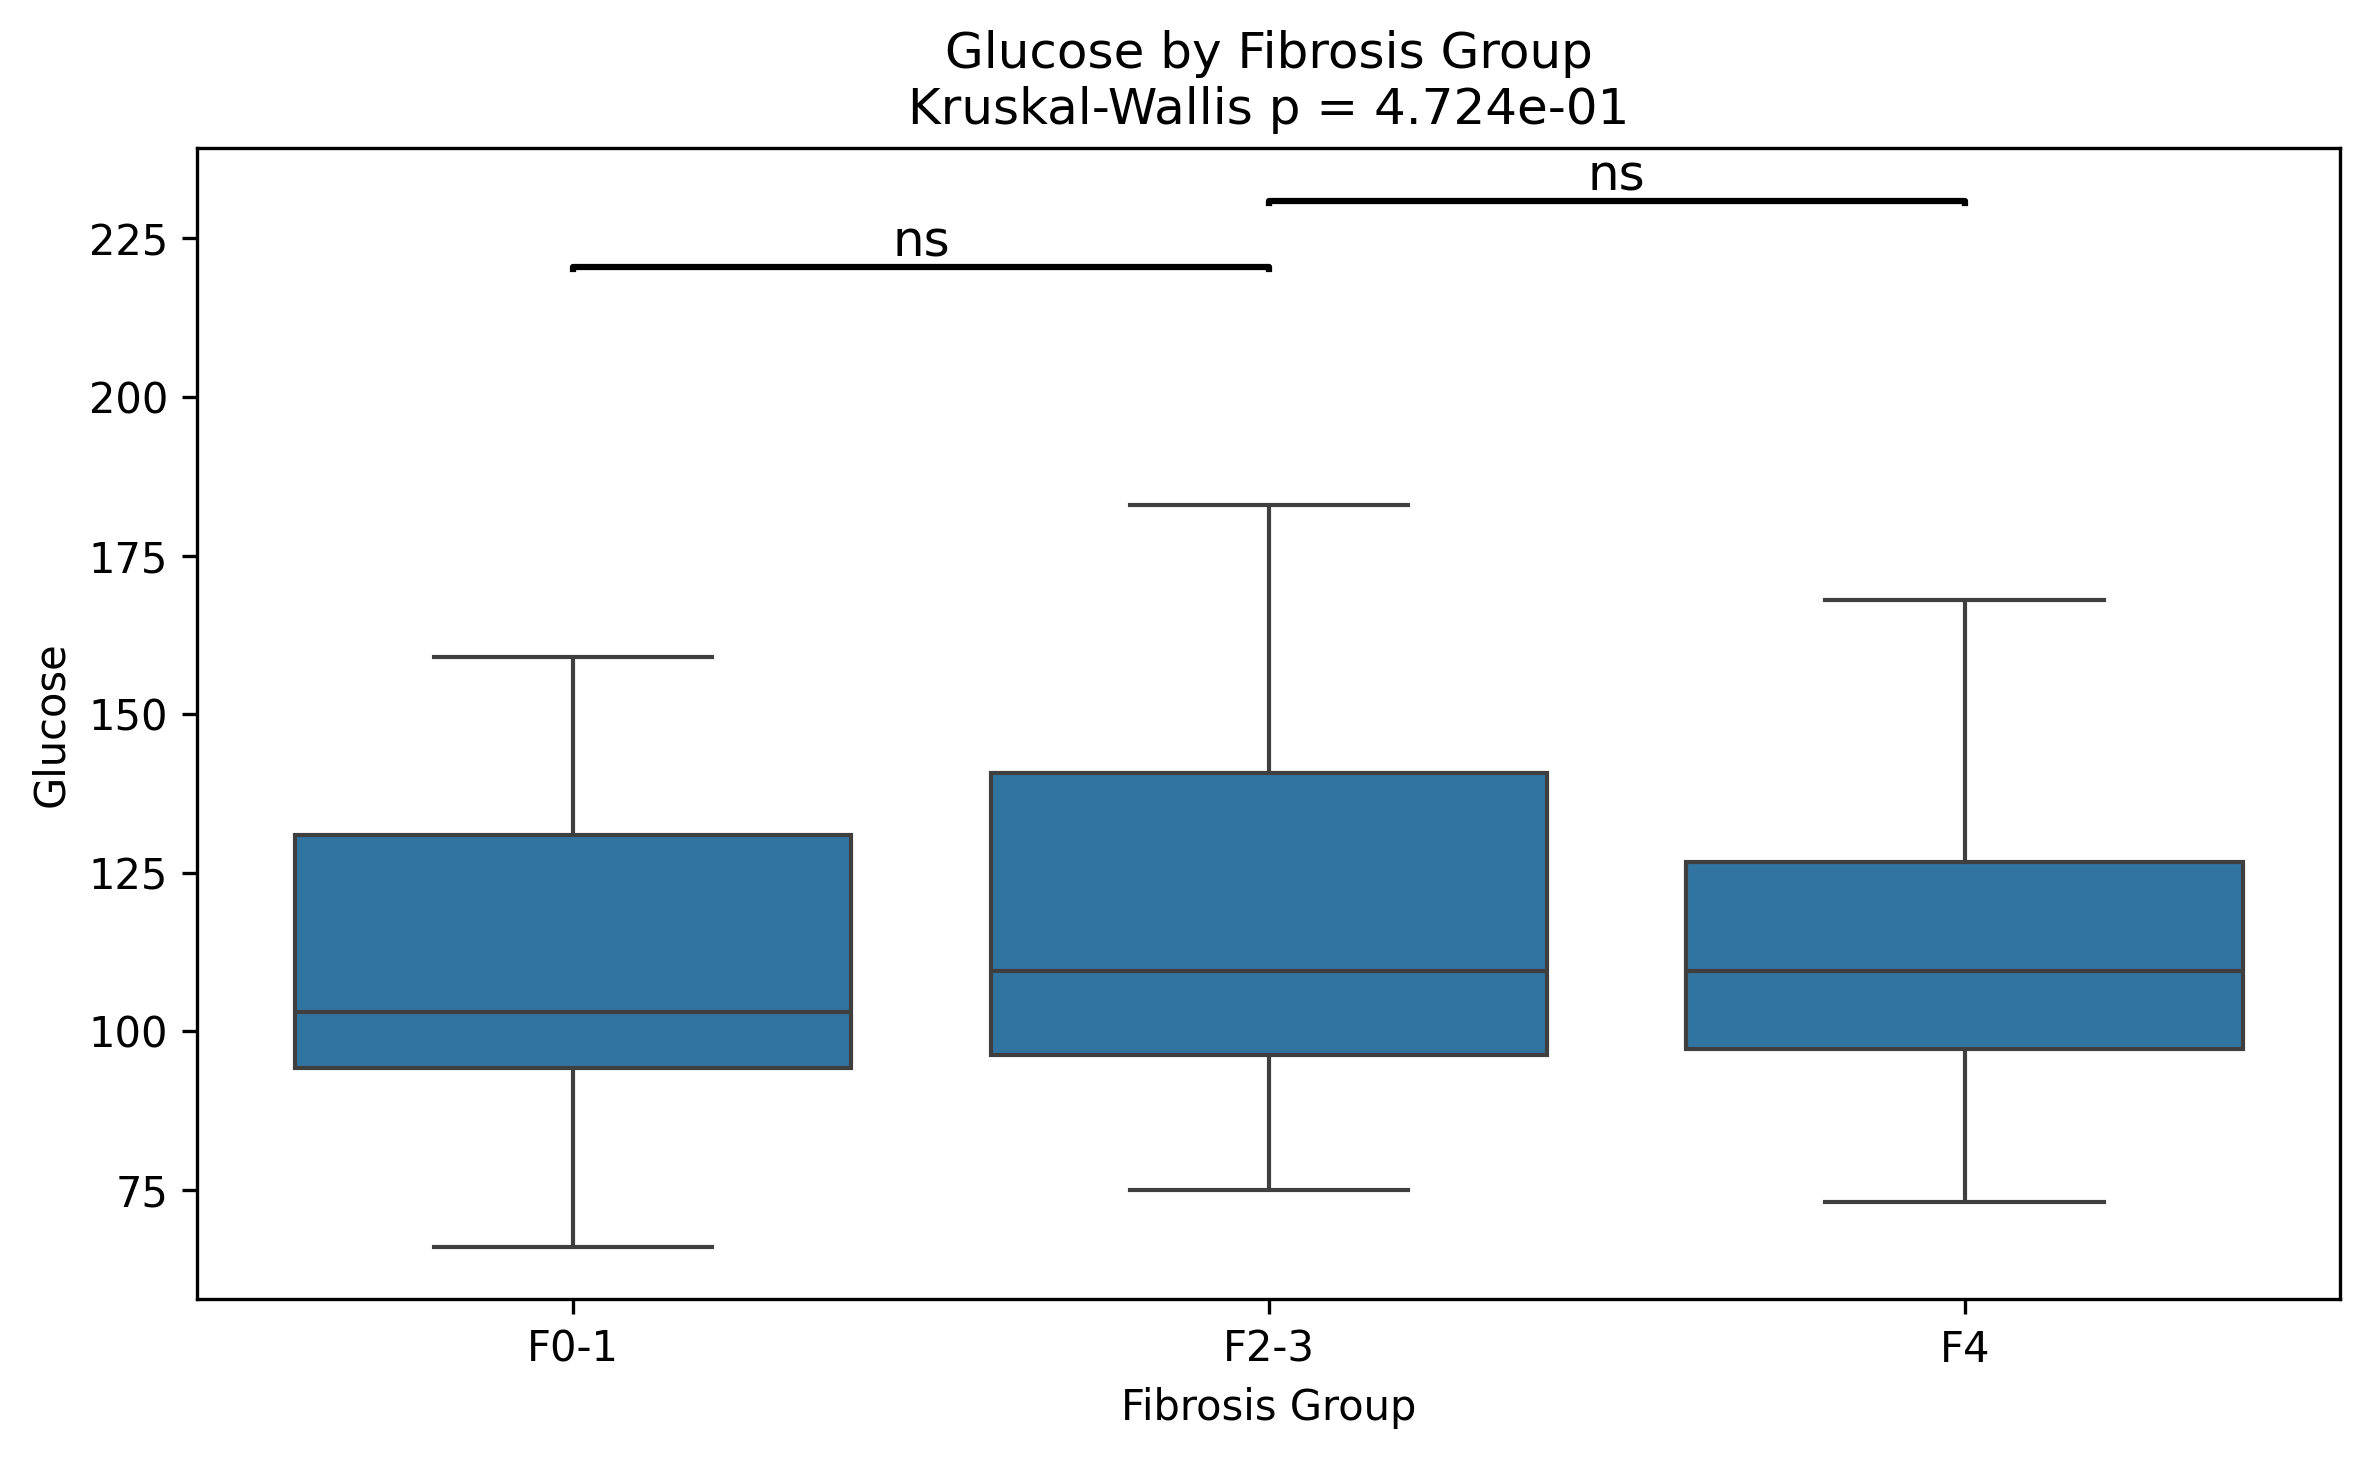 Glucose by Fibrosis Group
Kruskal-Wallis p = 4.724e-01
ns
ns
225
200
175
150
125
100
75
Glucose
F0-1
F2-3
F4
Fibrosis Group